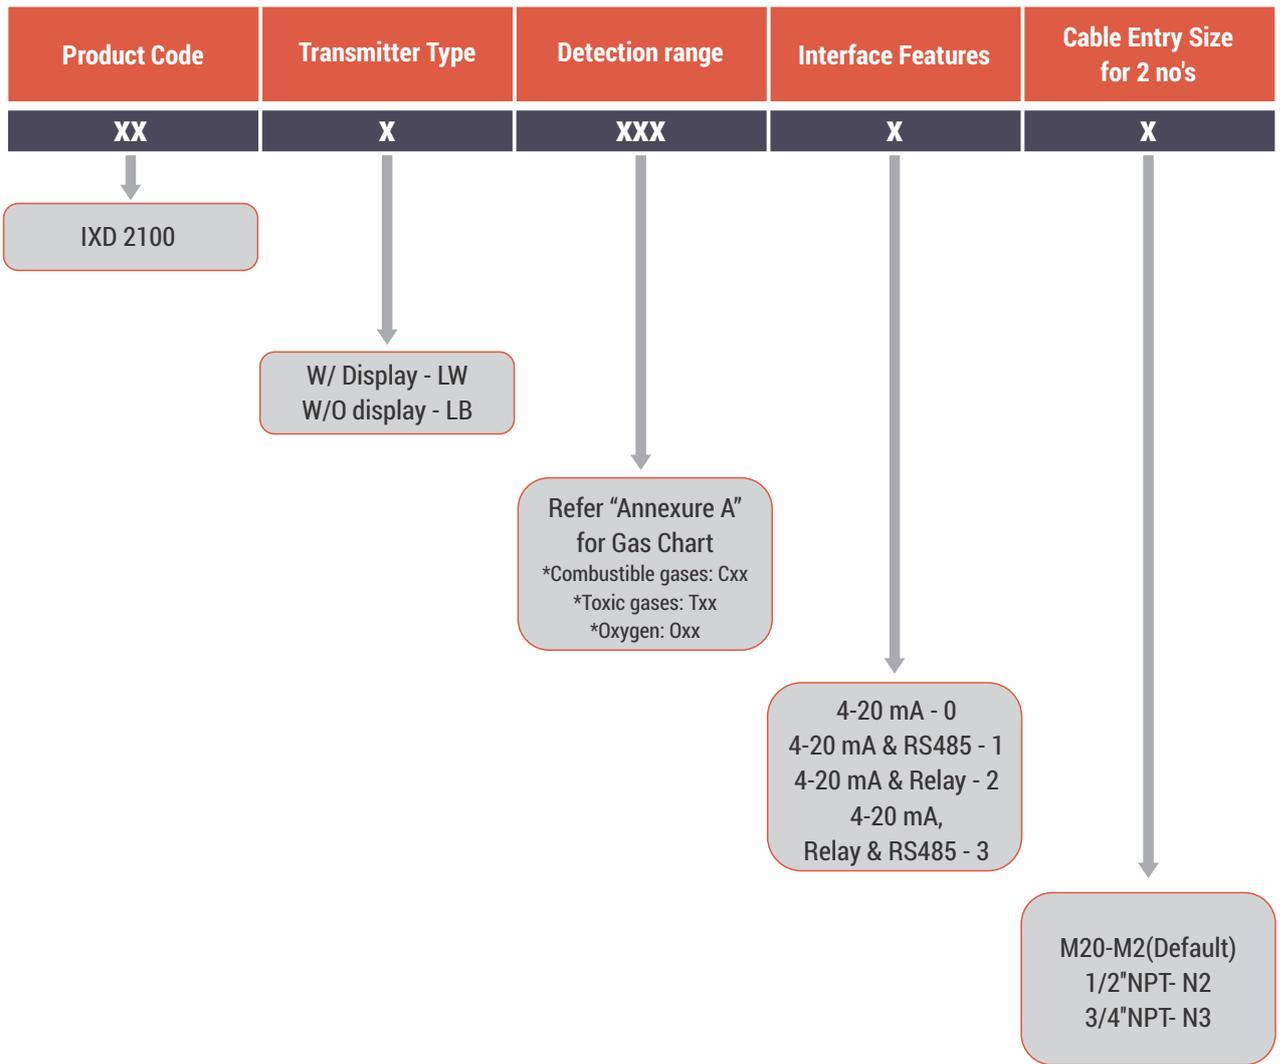 Product Code
Transmitter Type
Detection range
Interface Features
Cable Entry Size
for 2 no's
XX
X
XXX
X
X
IXD 2100
W/ Display - LW
W/O display - LB
Refer “Annexure A”
for Gas Chart
*Combustible gases: Cxx
*Toxic gases: Txx
*Oxygen: Oxx
4-20 mA - 0
4-20 mA & RS485 - 1
4-20 mA & Relay - 2
4-20 mA,
Relay & RS485 - 3
M20-M2(Default)
1/2"NPT- N2
3/4"NPT- N3